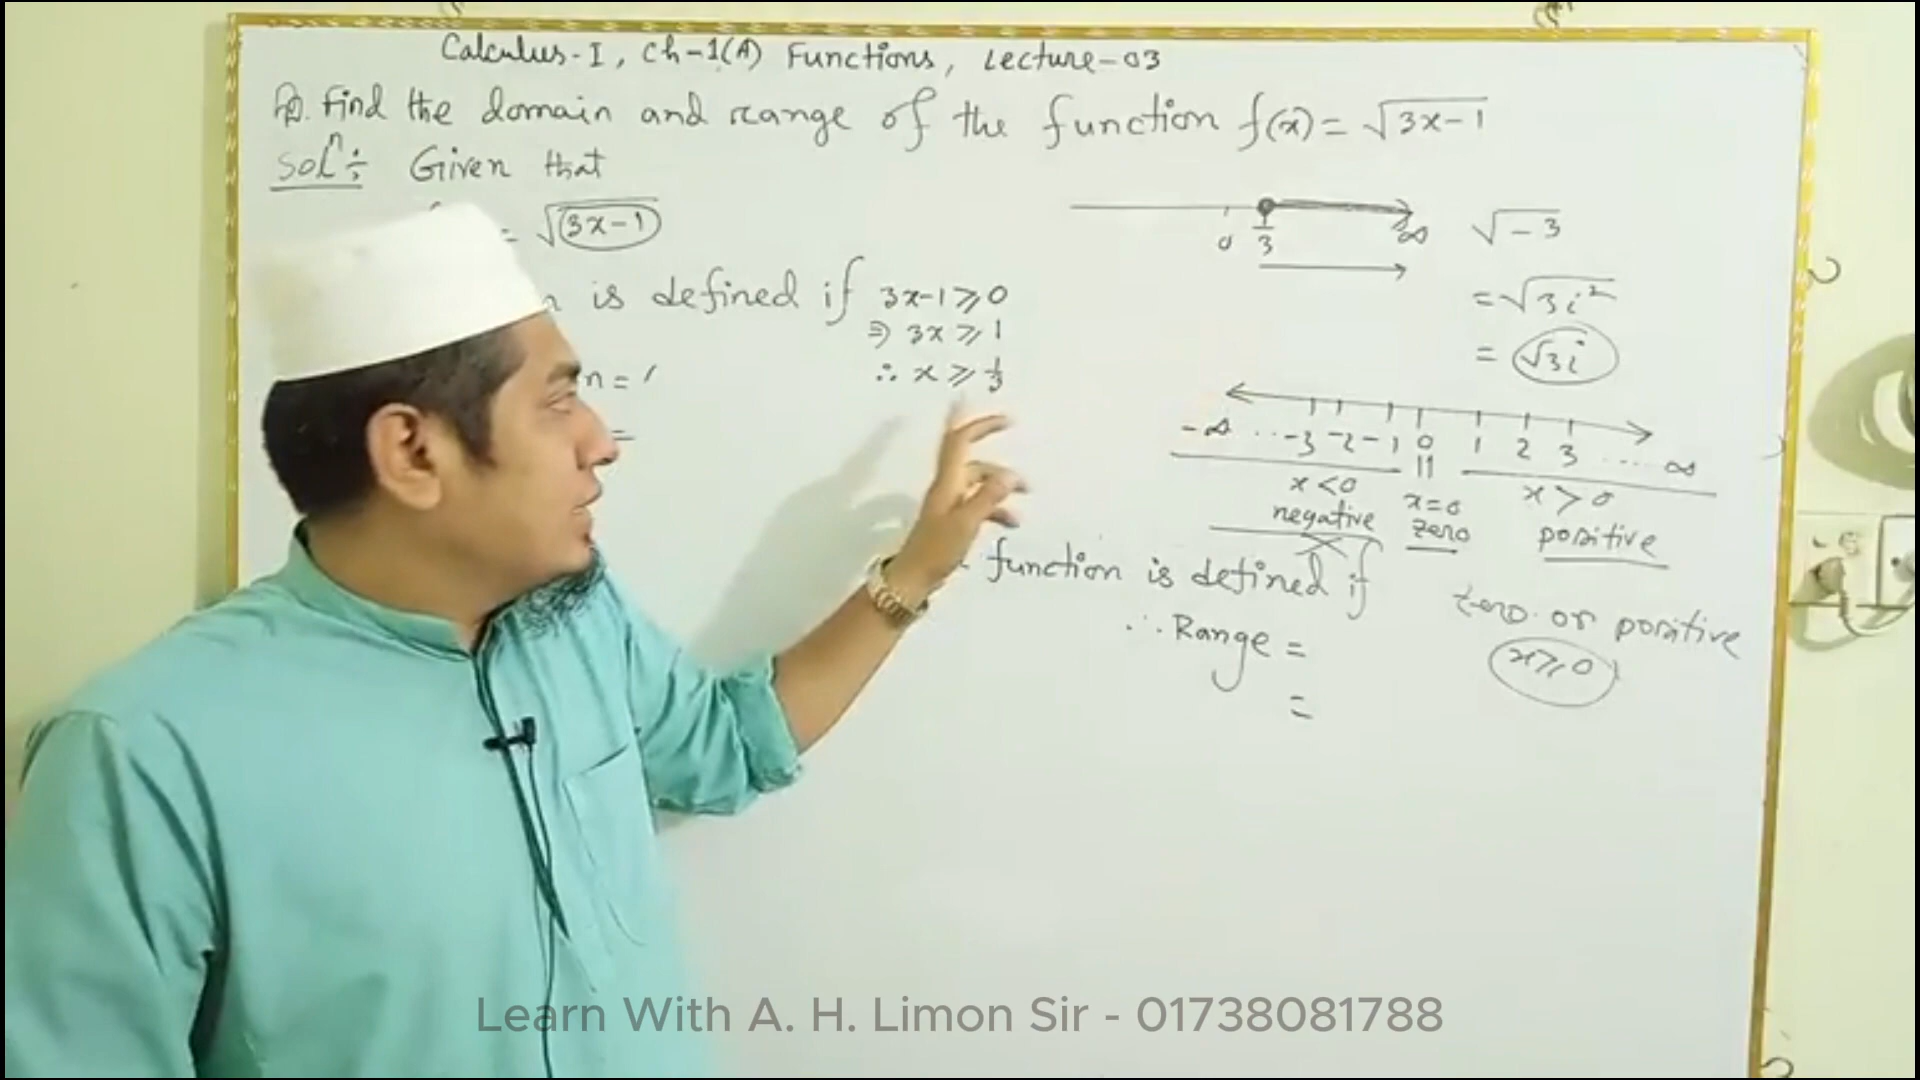 Calculus-I, Ch-1(A) Functions, Lecture-03
Find the domain and range of the function f(x) = √3x-1
Solⁿ: Given that
= √(3x-1)
is defined if 3x-1 ⩾ 0
⇒ 3x ⩾ 1
∴ x ⩾ 1/3
n = (
=
0 1/3 ∞
√-3
= √3i²
= √3i
-∞ ...-3 -2 -1 0 1 2 3 .... ∞
x<0 x=0 x>0
negative zero positive
function is defined if
zero or positive
x⩾0
∴ Range =
=
Learn With A. H. Limon Sir - 01738081788